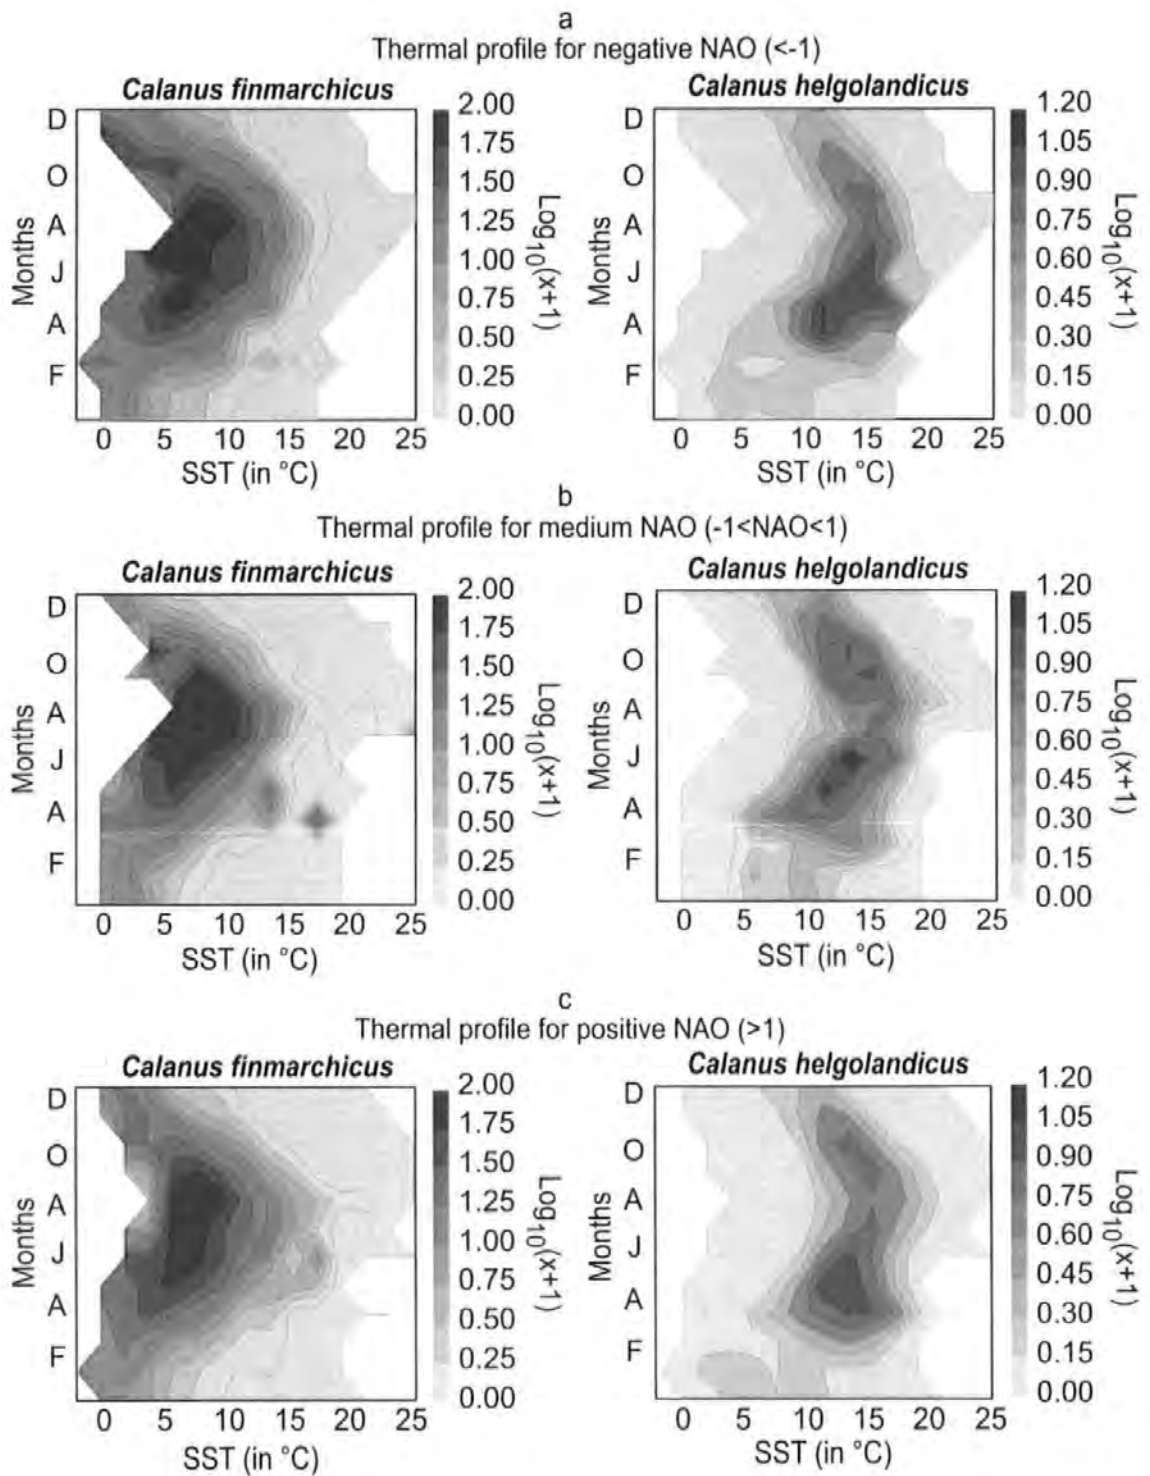 a
Thermal profile for negative NAO (<-1)
Calanus finmarchicus
Calanus helgolandicus
D
O
A
J
A
F
Months
0 5 10 15 20 25
SST (in °C)
2.00
1.75
1.50
1.25
1.00
0.75
0.50
0.25
0.00
Log10(x+1)
D
O
A
J
A
F
Months
0 5 10 15 20 25
SST (in °C)
1.20
1.05
0.90
0.75
0.60
0.45
0.30
0.15
0.00
Log10(x+1)
b
Thermal profile for medium NAO (-1<NAO<1)
Calanus finmarchicus
Calanus helgolandicus
D
O
A
J
A
F
Months
0 5 10 15 20 25
SST (in °C)
2.00
1.75
1.50
1.25
1.00
0.75
0.50
0.25
0.00
Log10(x+1)
D
O
A
J
A
F
Months
0 5 10 15 20 25
SST (in °C)
1.20
1.05
0.90
0.75
0.60
0.45
0.30
0.15
0.00
Log10(x+1)
c
Thermal profile for positive NAO (>1)
Calanus finmarchicus
Calanus helgolandicus
D
O
A
J
A
F
Months
0 5 10 15 20 25
SST (in °C)
2.00
1.75
1.50
1.25
1.00
0.75
0.50
0.25
0.00
Log10(x+1)
D
O
A
J
A
F
Months
0 5 10 15 20 25
SST (in °C)
1.20
1.05
0.90
0.75
0.60
0.45
0.30
0.15
0.00
Log10(x+1)